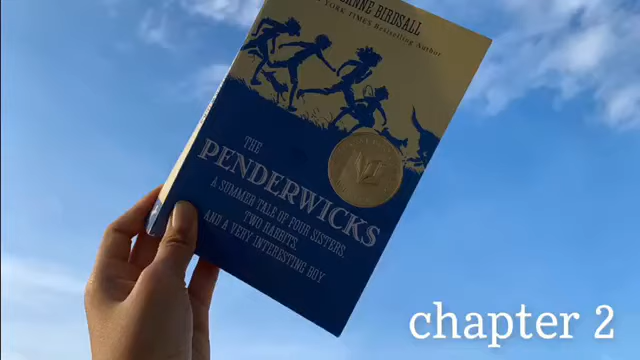 BIRDSALL
YORK TIMES Bestselling Author
THE
PENDERWICKS
A SUMMER TALE OF FOUR SISTERS,
TWO RABBITS,
AND A VERY INTERESTING BOY
chapter 2